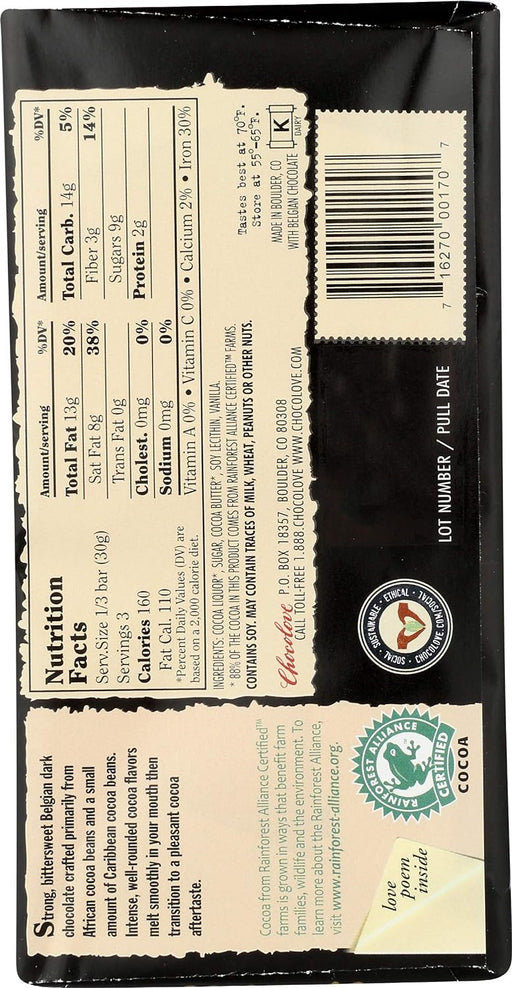 Strong, bittersweet Belgian dark
chocolate crafted primarily from
African cocoa beans and a small
amount of Caribbean cocoa beans.
Intense, well-rounded cocoa flavors
melt smoothly in your mouth then
transition to a pleasant cocoa
aftertaste.
Cocoa from Rainforest Alliance Certified™
farms is grown in ways that benefit farm
families, wildlife and the environment. To
learn more about the Rainforest Alliance,
visit www.rainforest-alliance.org.
love
poem
inside
RAINFOREST ALLIANCE
CERTIFIED
COCOA
Nutrition
Facts
Serv.Size 1/3 bar (30g)
Servings 3
Calories 160
Fat Cal. 110
*Percent Daily Values (DV) are
based on a 2,000 calorie diet.
Amount/serving %DV*
Total Fat 13g 20%
Sat Fat 8g 38%
Trans Fat 0g
Cholest. 0mg 0%
Sodium 0mg 0%
Amount/serving %DV*
Total Carb. 14g 5%
Fiber 3g 14%
Sugars 9g
Protein 2g
Vitamin A 0% • Vitamin C 0% • Calcium 2% • Iron 30%
INGREDIENTS: COCOA LIQUOR*, SUGAR, COCOA BUTTER*, SOY LECITHIN, VANILLA.
* 88% OF THE COCOA IN THIS PRODUCT COMES FROM RAINFOREST ALLIANCE CERTIFIED™ FARMS.
CONTAINS SOY. MAY CONTAIN TRACES OF MILK, WHEAT, PEANUTS OR OTHER NUTS.
Chocolove P.O. BOX 18357, BOULDER, CO 80308
CALL TOLL-FREE 1.888.CHOCOLOVE WWW.CHOCOLOVE.COM
Tastes best at 70°F.
Store at 55°-65°F.
MADE IN BOULDER, CO
WITH BELGIAN CHOCOLATE
K
DAIRY
SOCIAL • SUSTAINABLE • ETHICAL •
CHOCOLOVE.COM/SOCIAL
LOT NUMBER / PULL DATE
7 16270 00170 7